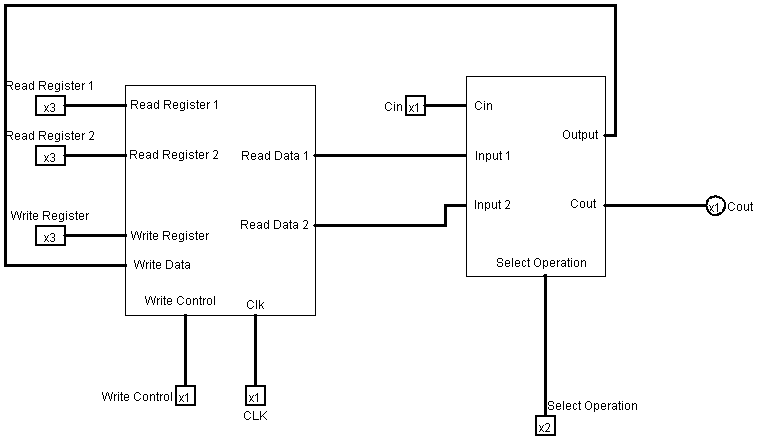 Read Register 1
x3
Read Register 1
Cin
x1
Cin
Output
Read Register 2
x3
Read Register 2
Read Data 1
Input 1
Write Register
x3
Write Register
Read Data 2
Input 2
Cout
x1
Cout
Write Data
Select Operation
Write Control
Clk
Write Control
x1
x1
CLK
Select Operation
x2